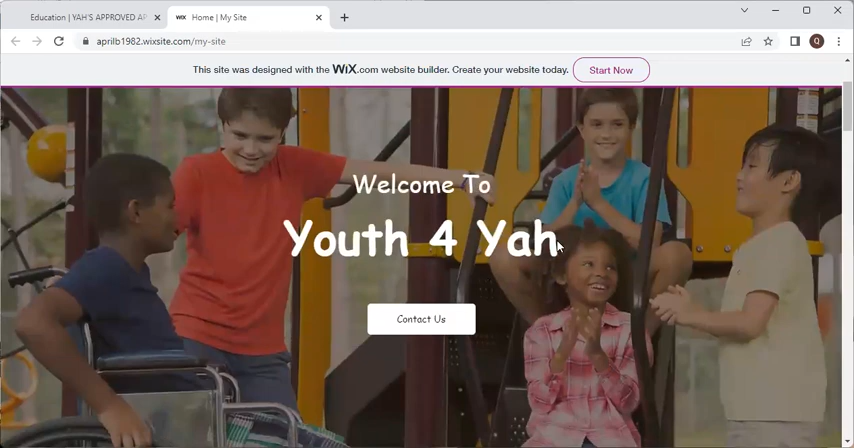 Education | YAH'S APPROVED AP
WIX Home | My Site
aprilb1982.wixsite.com/my-site
Q
This site was designed with the WIX.com website builder. Create your website today. Start Now
Welcome To
Youth 4 Yah
Contact Us